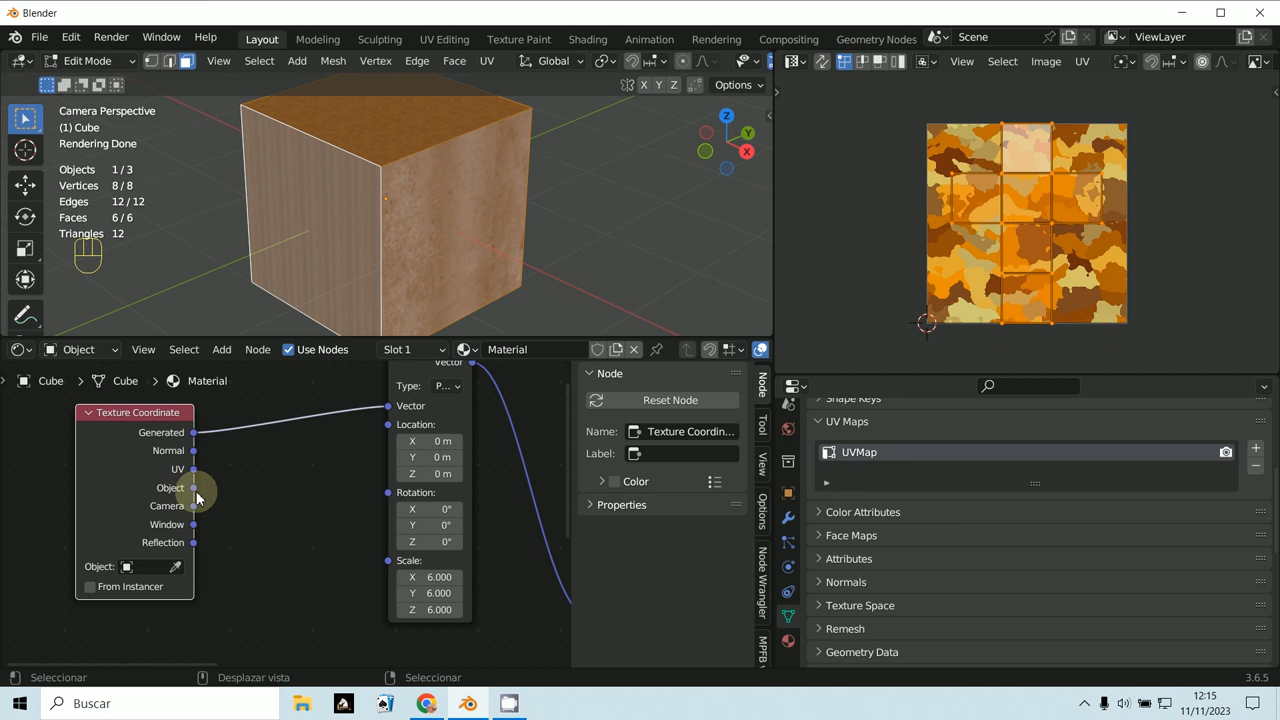 Blender
File Edit Render Window Help Layout Modeling Sculpting UV Editing Texture Paint Shading Animation Rendering Compositing Geometry Nodes Scene ViewLayer
Edit Mode View Select Add Mesh Vertex Edge Face UV Global
View Select Image UV
X Y Z Options
Camera Perspective
(1) Cube
Rendering Done
Objects 1 / 3
Vertices 8 / 8
Edges 12 / 12
Faces 6 / 6
Triangles 12
Z
Y
X
Object View Select Add Node Use Nodes Slot 1 Material
Cube Cube Material
Texture Coordinate
Generated
Normal
UV
Object
Camera
Window
Reflection
Object:
From Instancer
Vector
Type: P...
Vector
Location:
X 0 m
Y 0 m
Z 0 m
Rotation:
X 0°
Y 0°
Z 0°
Scale:
X 6.000
Y 6.000
Z 6.000
Node
Reset Node
Name: Texture Coordin...
Label:
Color
Properties
Node
Tool
View
Options
Node Wrangler
MPFB
Shape Keys
UV Maps
UVMap
Color Attributes
Face Maps
Attributes
Normals
Texture Space
Remesh
Geometry Data
Seleccionar Desplazar vista Seleccionar 3.6.5
Buscar
12:15
11/11/2023